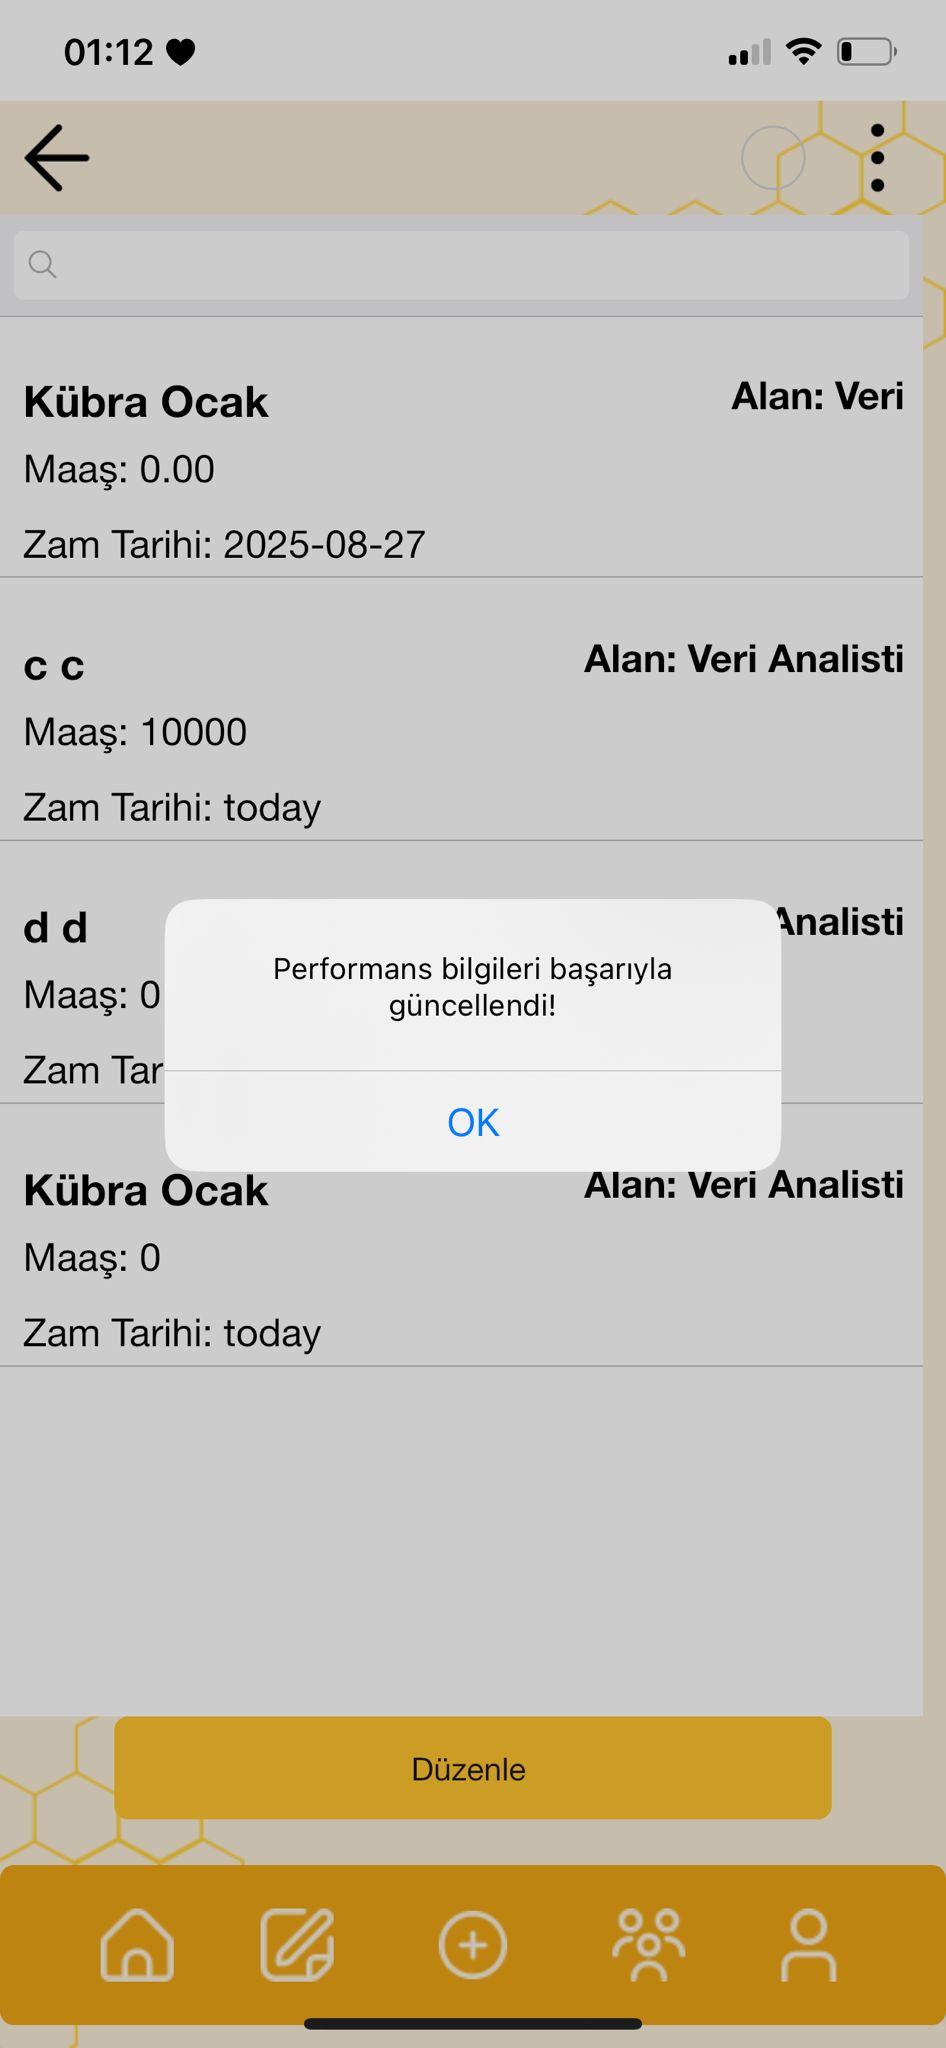 01:12
Kübra Ocak
Alan: Veri
Maaş: 0.00
Zam Tarihi: 2025-08-27
c c
Alan: Veri Analisti
Maaş: 10000
Zam Tarihi: today
d d
Analisti
Maaş: 0
Zam Tar
Performans bilgileri başarıyla
güncellendi!
OK
Kübra Ocak
Alan: Veri Analisti
Maaş: 0
Zam Tarihi: today
Düzenle